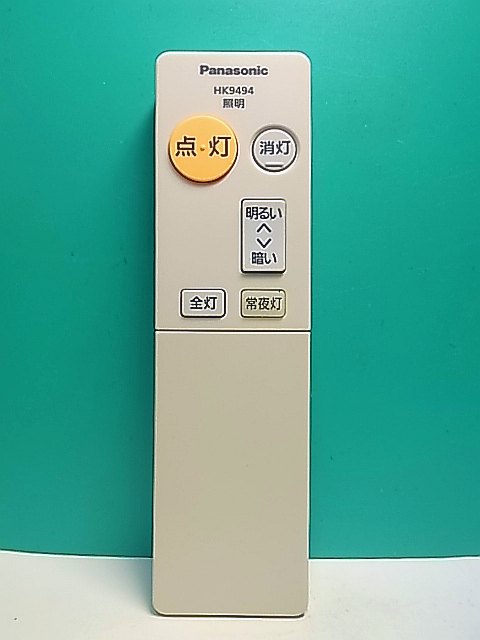 Panasonic
HK9494
照明
点・灯
消灯
明るい
暗い
全灯
常夜灯